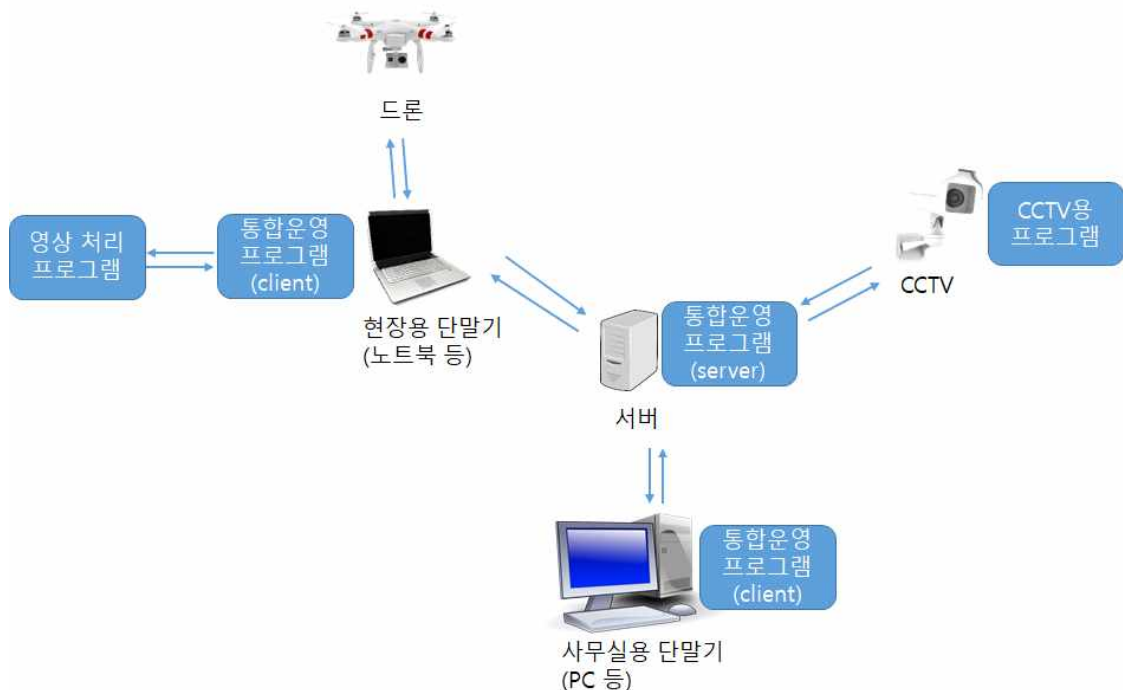 드론
영상 처리
프로그램
통합운영
프로그램
(client)
현장용 단말기
(노트북 등)
CCTV용
프로그램
CCTV
통합운영
프로그램
(server)
서버
통합운영
프로그램
(client)
사무실용 단말기
(PC 등)